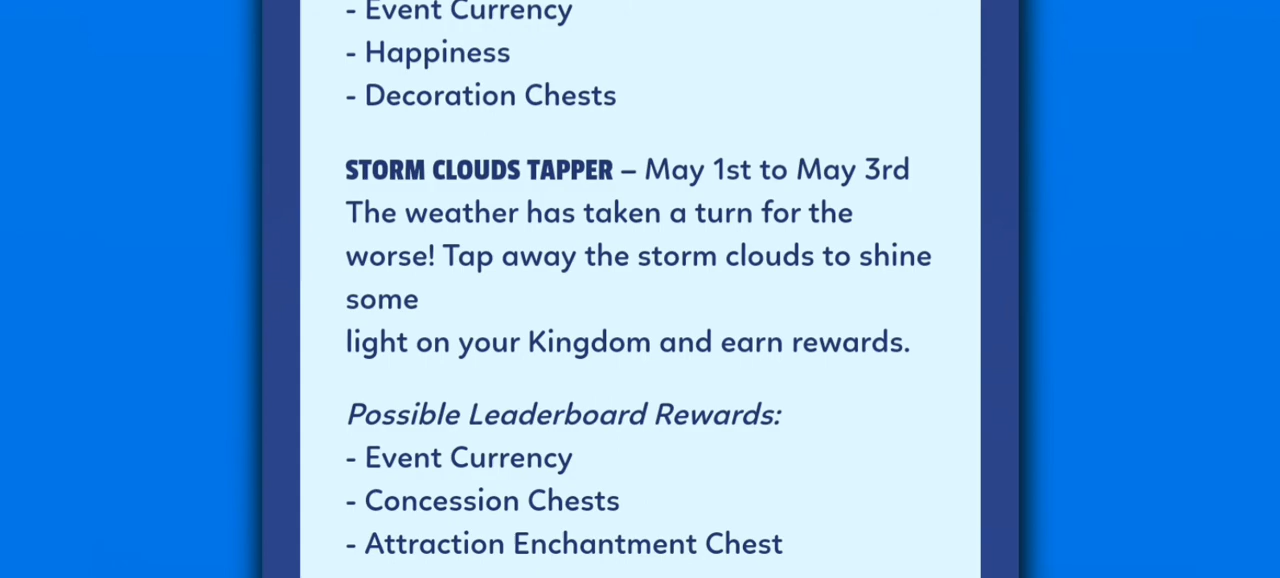 - Event Currency
- Happiness
- Decoration Chests
STORM CLOUDS TAPPER – May 1st to May 3rd
The weather has taken a turn for the
worse! Tap away the storm clouds to shine
some
light on your Kingdom and earn rewards.
Possible Leaderboard Rewards:
- Event Currency
- Concession Chests
- Attraction Enchantment Chest